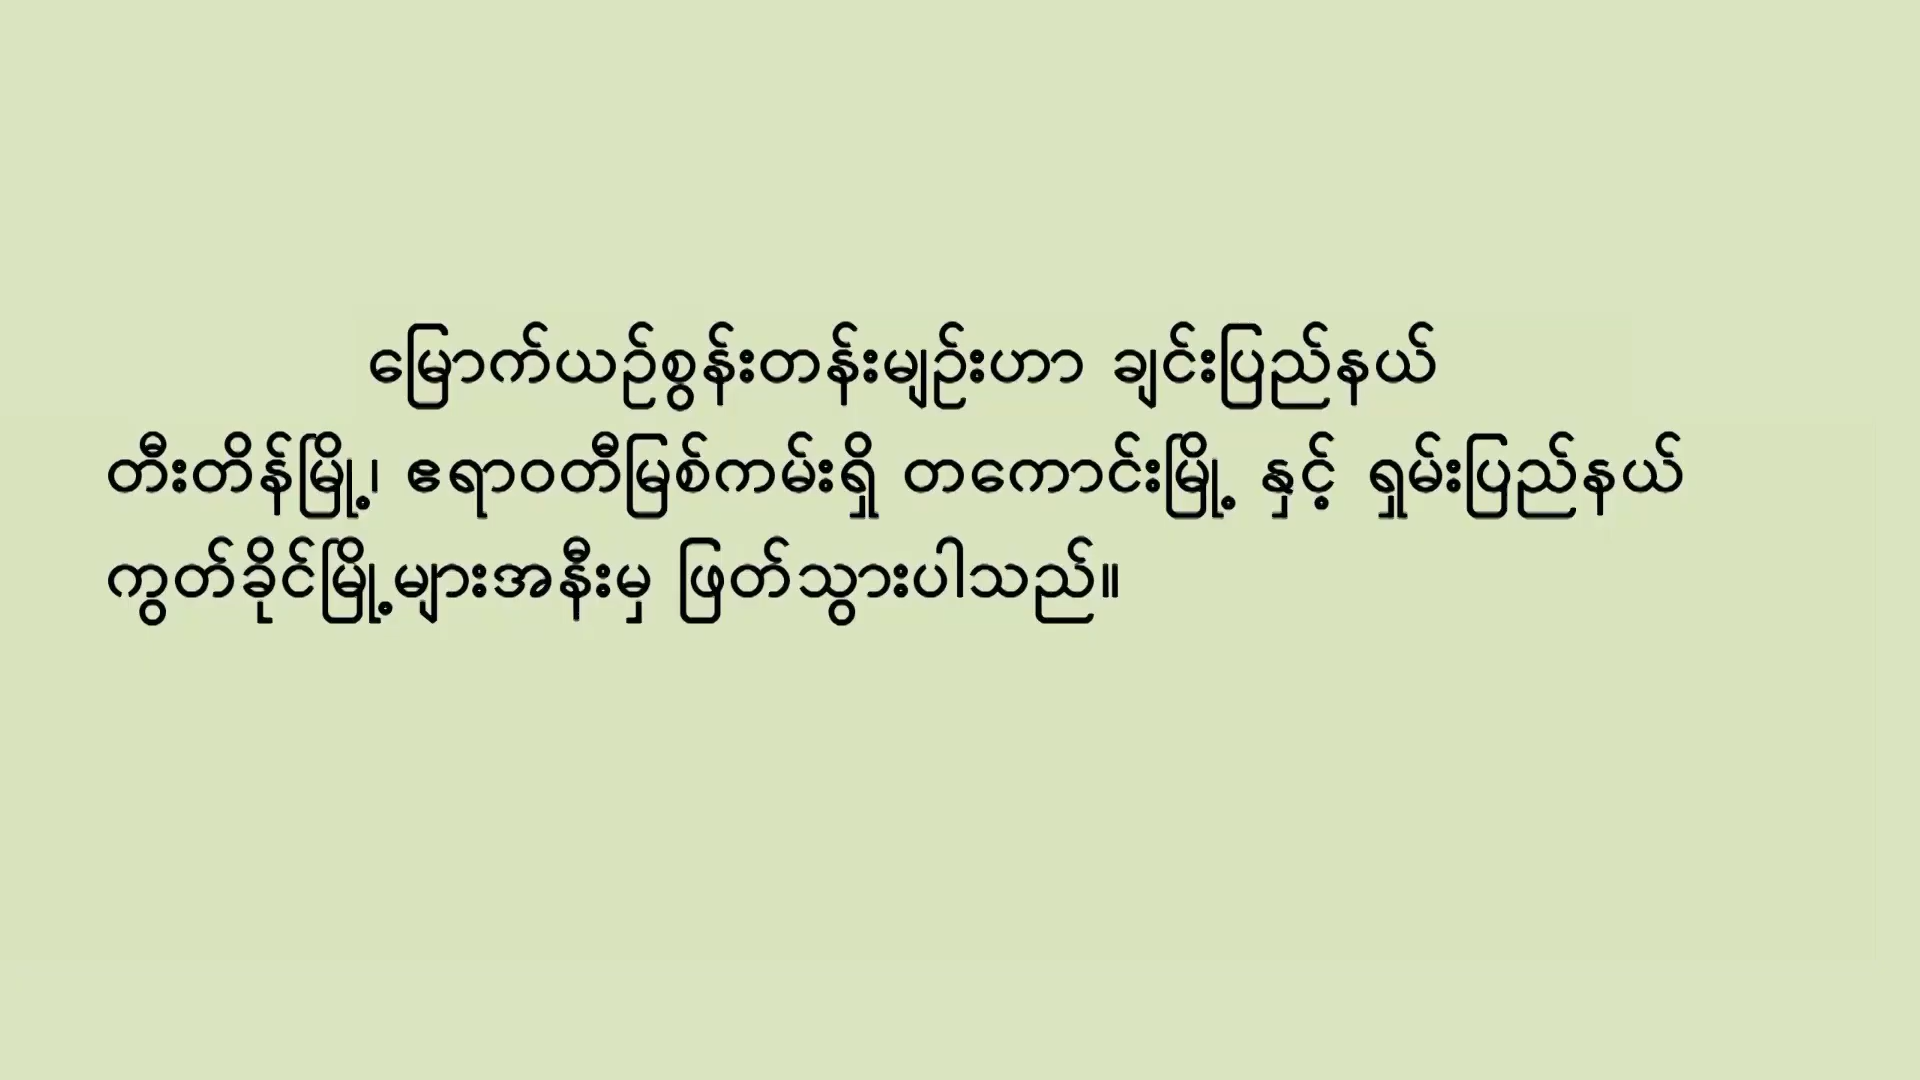 မြောက်ယဉ်စွန်းတန်းမျဉ်းဟာ ချင်းပြည်နယ်
တီးတိန်မြို့၊ ဧရာဝတီမြစ်ကမ်းရှိ တကောင်းမြို့ နှင့် ရှမ်းပြည်နယ်
ကွတ်ခိုင်မြို့များအနီးမှ ဖြတ်သွားပါသည်။